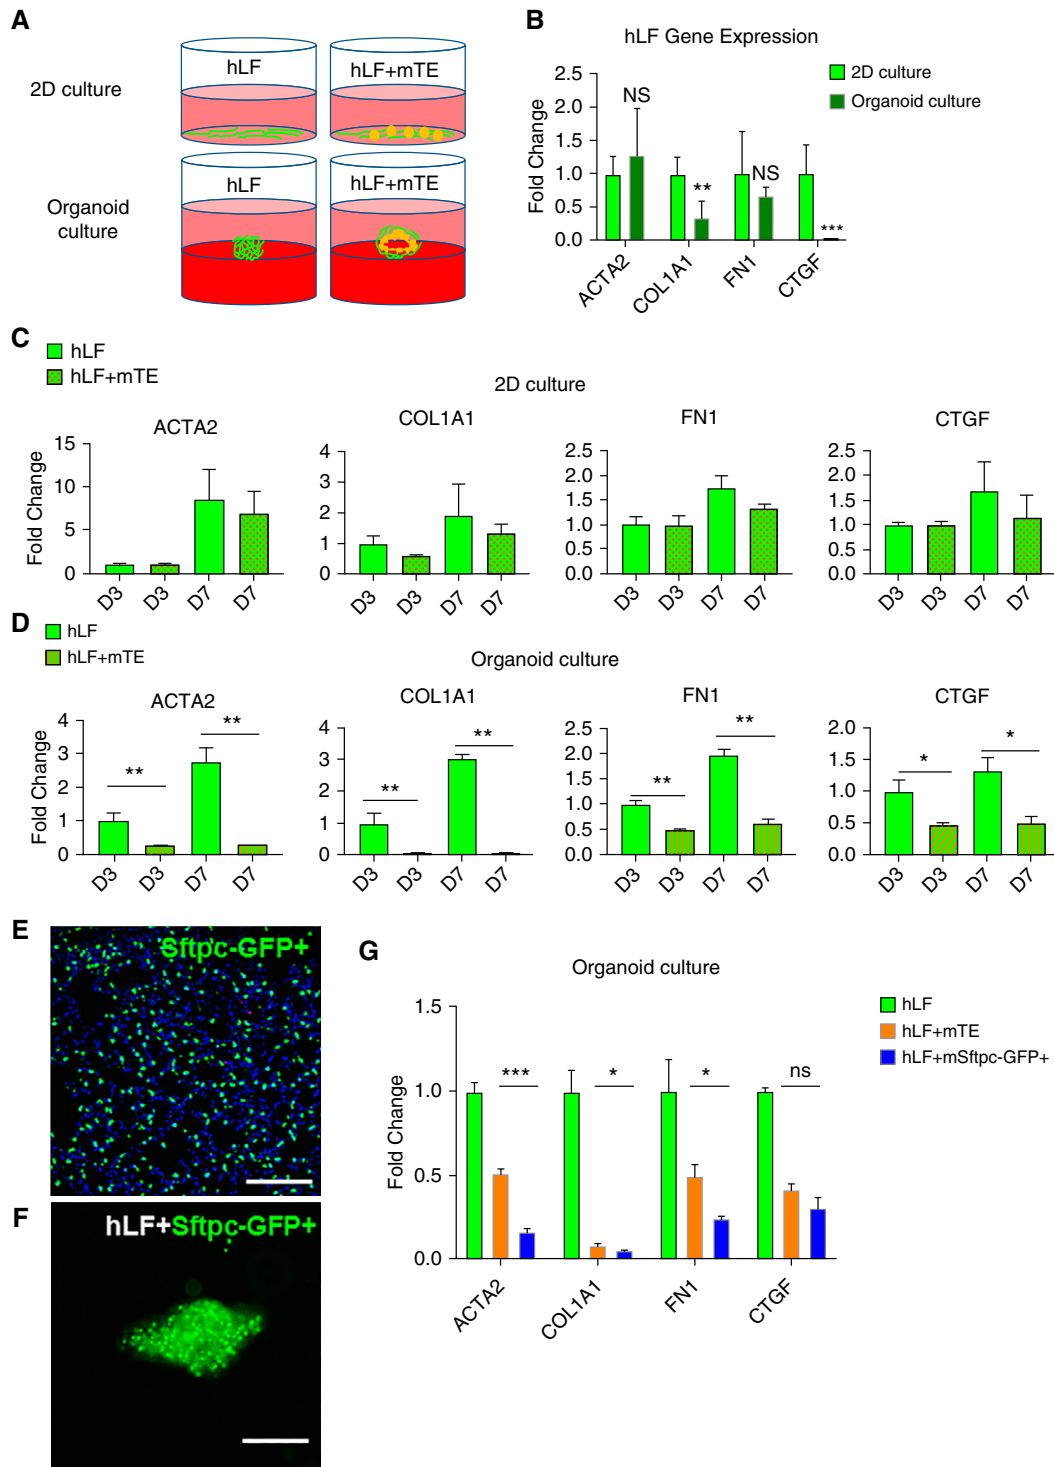 A
2D culture
hLF
hLF+mTE
Organoid
culture
hLF
hLF+mTE
B
hLF Gene Expression
2D culture
Organoid culture
Fold Change
2.5
2.0
1.5
1.0
0.5
0.0
NS
**
NS
***
ACTA2
COL1A1
FN1
CTGF
C
hLF
hLF+mTE
2D culture
ACTA2
Fold Change
15
10
5
0
D3
D3
D7
D7
COL1A1
4
3
2
1
0
D3
D3
D7
D7
FN1
2.5
2.0
1.5
1.0
0.5
0.0
D3
D3
D7
D7
CTGF
2.5
2.0
1.5
1.0
0.5
0.0
D3
D3
D7
D7
D
hLF
hLF+mTE
Organoid culture
ACTA2
Fold Change
4
3
2
1
0
**
**
D3
D3
D7
D7
COL1A1
4
3
2
1
0
**
**
D3
D3
D7
D7
FN1
2.5
2.0
1.5
1.0
0.5
0.0
**
**
D3
D3
D7
D7
CTGF
2.0
1.5
1.0
0.5
0.0
*
*
D3
D3
D7
D7
E
Sftpc-GFP+
F
hLF+Sftpc-GFP+
G
Organoid culture
hLF
hLF+mTE
hLF+mSftpc-GFP+
Fold Change
1.5
1.0
0.5
0.0
***
*
*
ns
ACTA2
COL1A1
FN1
CTGF